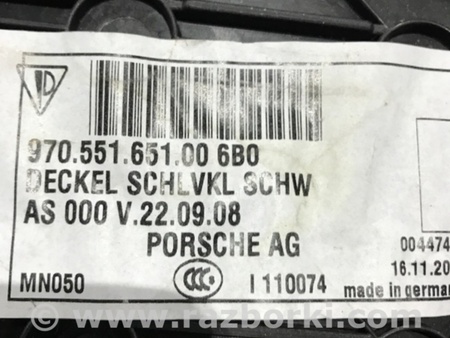 970.551.651.00 6B0
DECKEL SCHLVKL SCHW
AS 000 V.22.09.08
PORSCHE AG
004474
16.11.20
MN050
CCC
I 110074
made in german
www.razborki.com